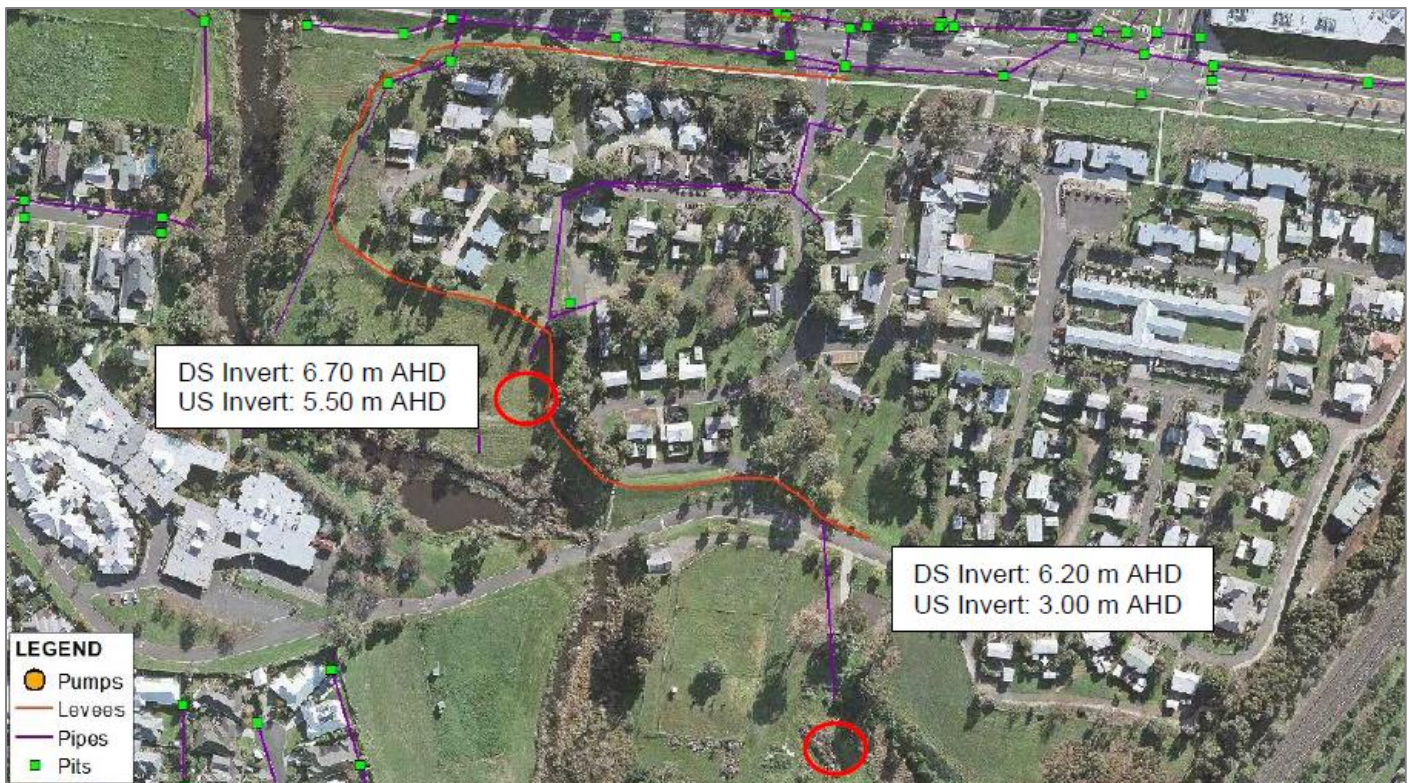 DS Invert: 6.70 m AHD
US Invert: 5.50 m AHD
DS Invert: 6.20 m AHD
US Invert: 3.00 m AHD
LEGEND
Pumps
Levees
Pipes
Pits